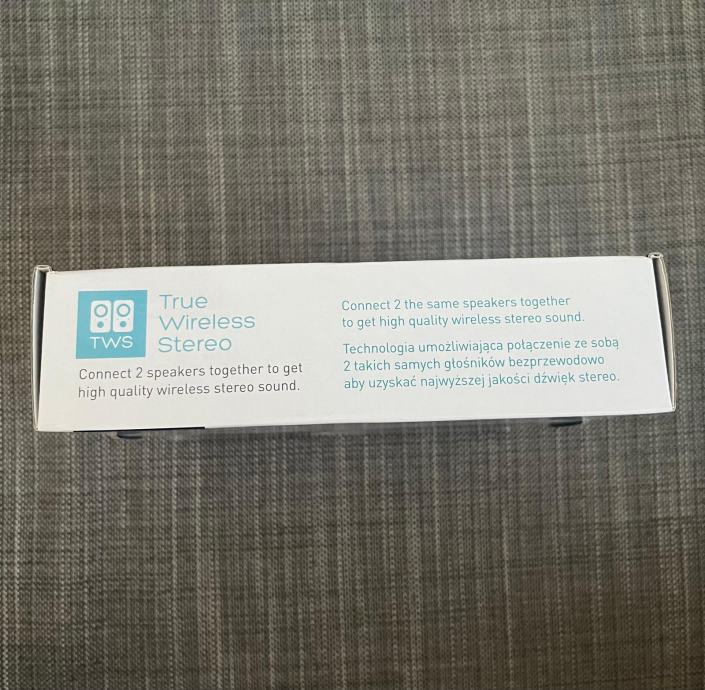 TWS
True
Wireless
Stereo
Connect 2 speakers together to get
high quality wireless stereo sound.
Connect 2 the same speakers together
to get high quality wireless stereo sound.
Technologia umożliwiająca połączenie ze sobą
2 takich samych głośników bezprzewodowo
aby uzyskać najwyższej jakości dźwięk stereo.